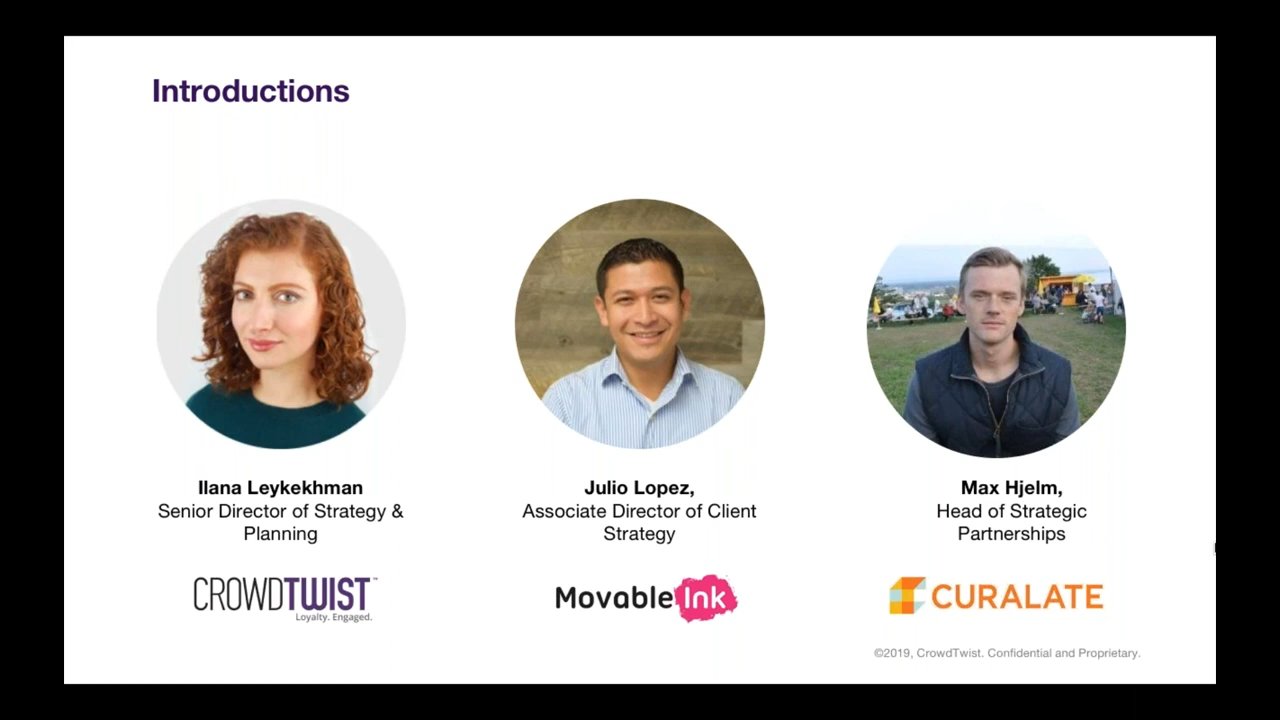 Introductions
Ilana Leykekhman
Senior Director of Strategy &
Planning
CROWDTWIST™
Loyalty. Engaged.
Julio Lopez,
Associate Director of Client
Strategy
Movable Ink
Max Hjelm,
Head of Strategic
Partnerships
CURALATE
©2019, CrowdTwist. Confidential and Proprietary.